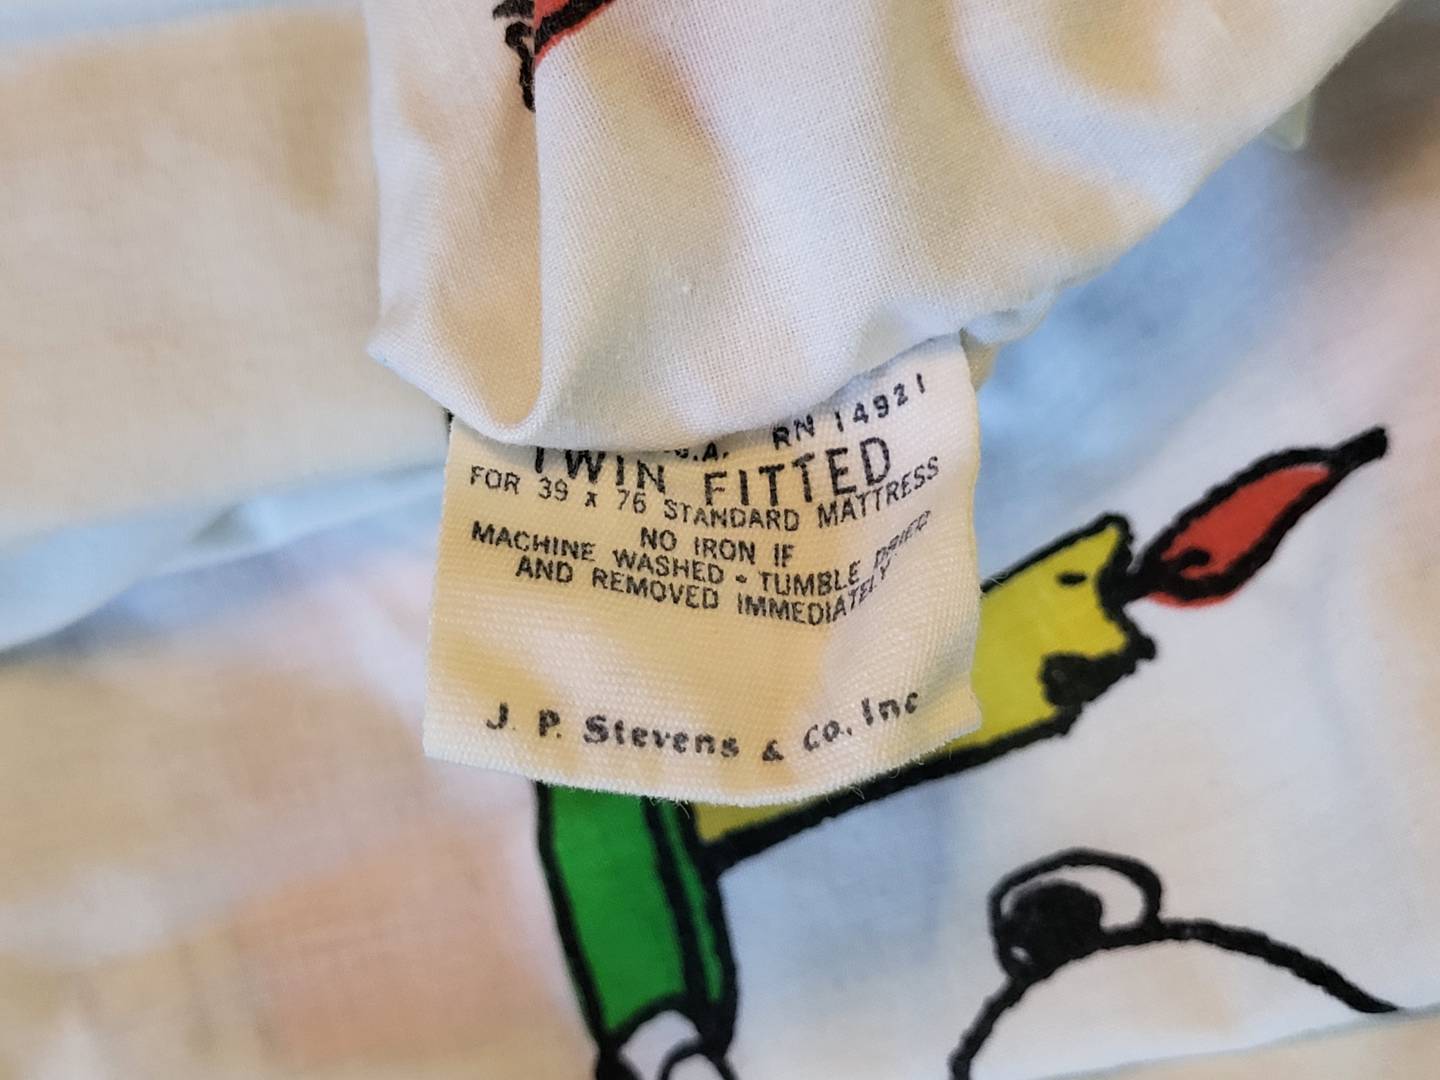 RN 14921
TWIN FITTED
FOR 39 x 76 STANDARD MATTRESS
NO IRON IF
MACHINE WASHED • TUMBLE DRIED
AND REMOVED IMMEDIATELY
J. P. Stevens & Co. Inc